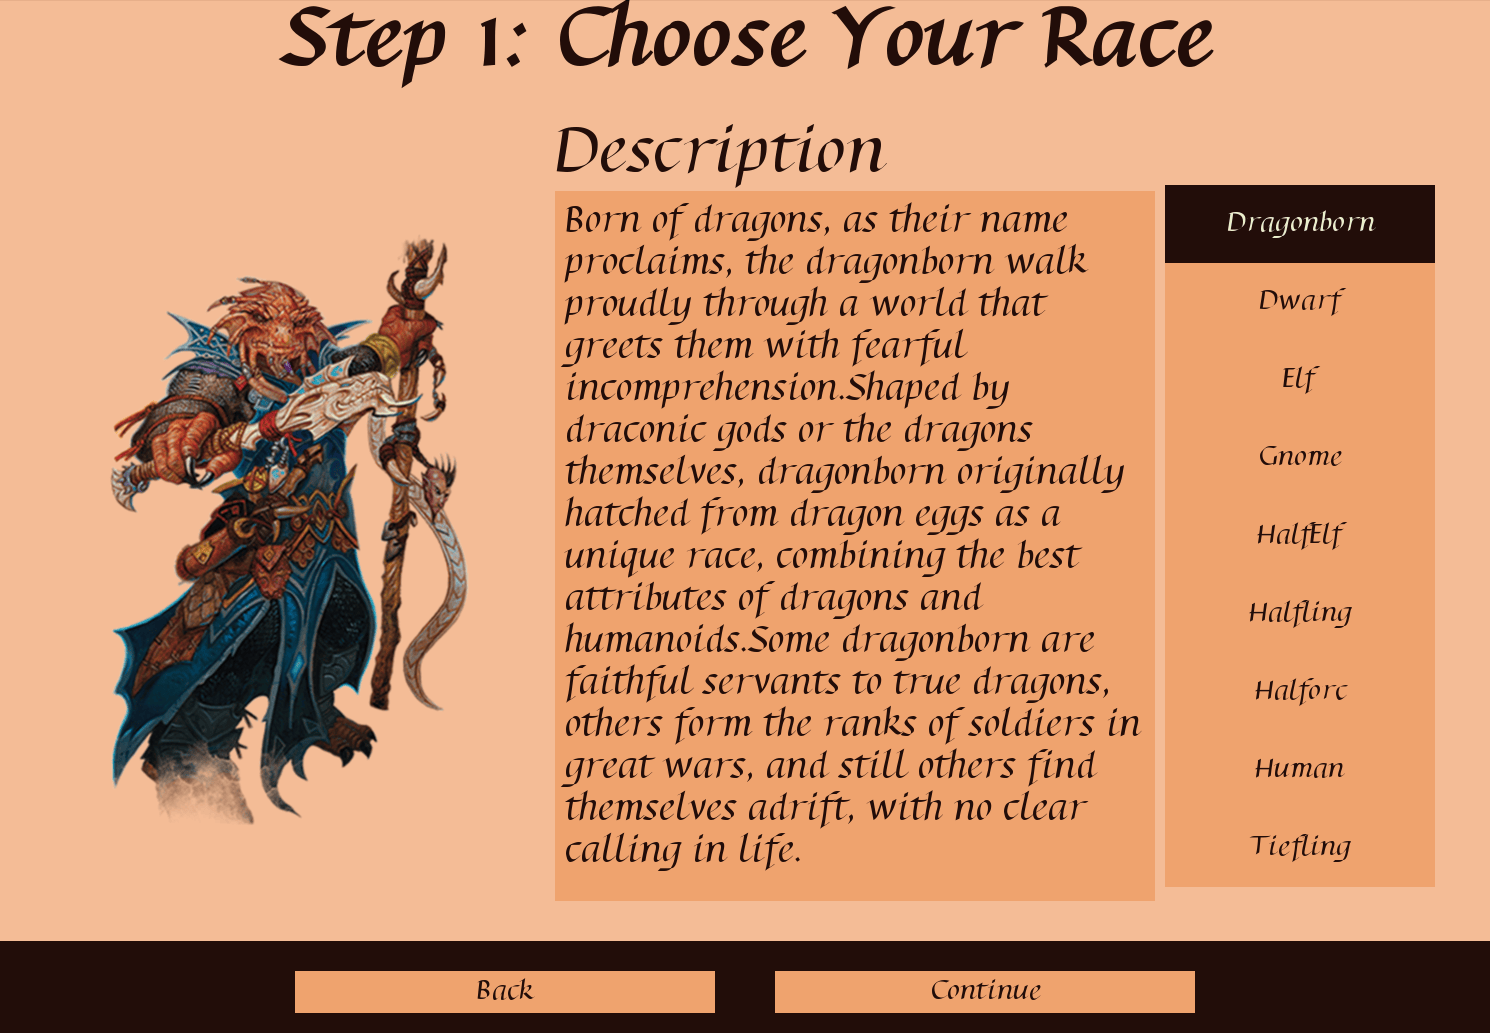 Step 1: Choose Your Race
Description
Born of dragons, as their name
proclaims, the dragonborn walk
proudly through a world that
greets them with fearful
incomprehension.Shaped by
draconic gods or the dragons
themselves, dragonborn originally
hatched from dragon eggs as a
unique race, combining the best
attributes of dragons and
humanoids.Some dragonborn are
faithful servants to true dragons,
others form the ranks of soldiers in
great wars, and still others find
themselves adrift, with no clear
calling in life.
Dragonborn
Dwarf
Elf
Gnome
HalfElf
Halfling
Halforc
Human
Tiefling
Back
Continue